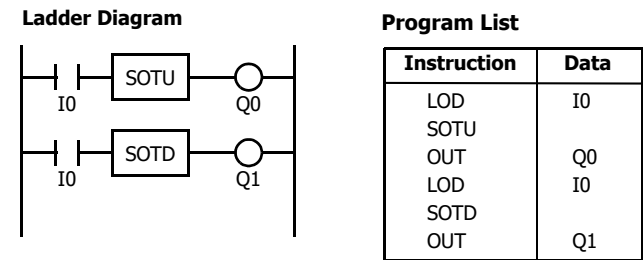 Ladder Diagram
SOTU
I0
Q0
SOTD
I0
Q1
Program List
Instruction Data
LOD I0
SOTU
OUT Q0
LOD I0
SOTD
OUT Q1